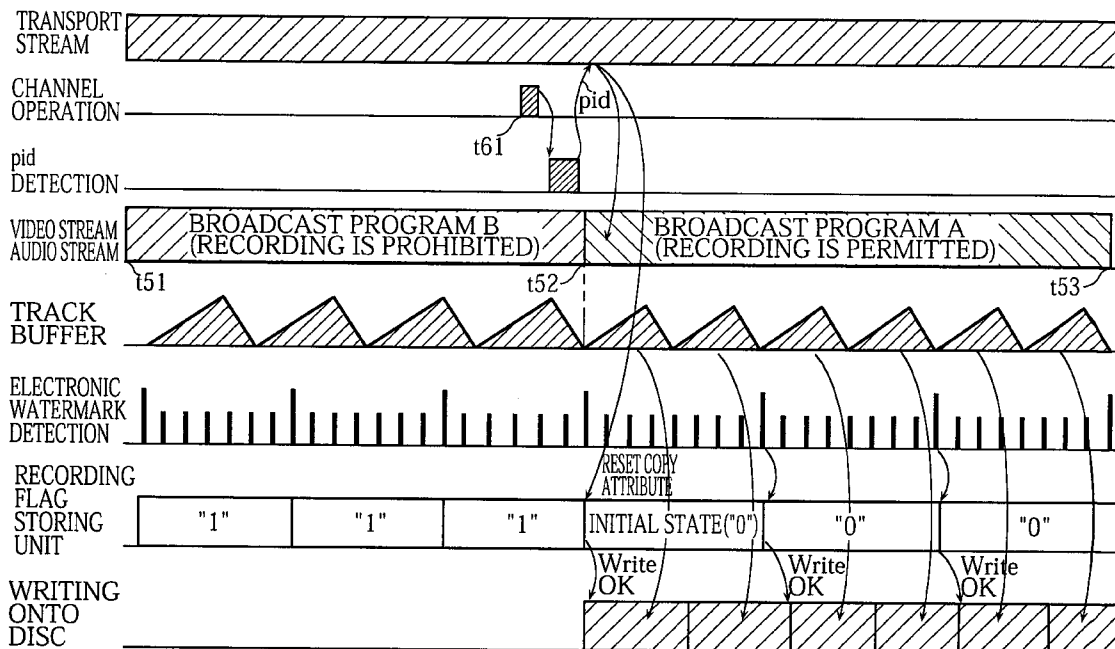 TRANSPORT
STREAM
CHANNEL
OPERATION
pid
t61
pid
DETECTION
VIDEO STREAM
AUDIO STREAM
BROADCAST PROGRAM B
(RECORDING IS PROHIBITED)
BROADCAST PROGRAM A
(RECORDING IS PERMITTED)
t51
t52
t53
TRACK
BUFFER
ELECTRONIC
WATERMARK
DETECTION
RECORDING
FLAG
STORING
UNIT
RESET COPY
ATTRIBUTE
"1"
"1"
"1"
INITIAL STATE("0")
"0"
"0"
Write
OK
Write
OK
Write
OK
WRITING
ONTO
DISC